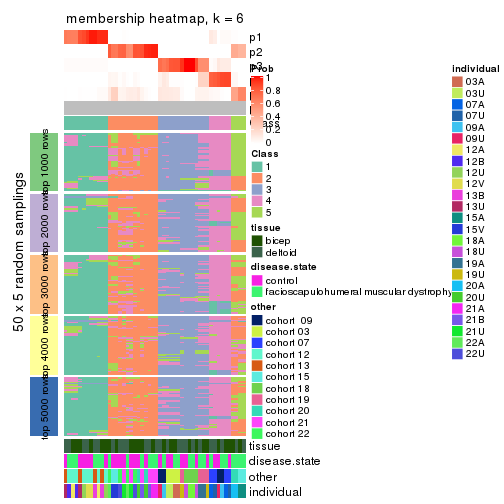 membership heatmap, k = 6
p1
p2
p3
Prob
1
0.8
0.6
0.4
0.2
0
Class
1
2
3
4
5
tissue
bicep
deltoid
disease.state
control
facioscapulohumeral muscular dystrophy
other
cohort 09
cohort 03
cohort 07
cohort 12
cohort 13
cohort 15
cohort 18
cohort 19
cohort 20
cohort 21
cohort 22
individual
03A
03U
07A
07U
09A
09U
12A
12B
12U
12V
13B
13U
15A
15V
18A
18U
19A
19U
20A
20U
21A
21B
21U
22A
22U
50 x 5 random samplings
top 1000 rows
top 2000 rows
top 3000 rows
top 4000 rows
top 5000 rows
tissue
disease.state
other
individual